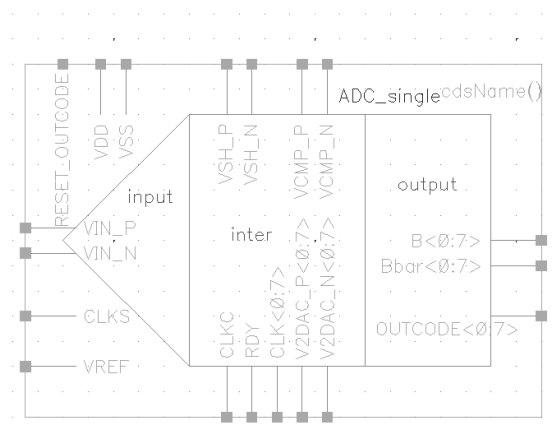 ADC_single
cdsName()
RESET_OUTCODE
VDD
VSS
VSH_P
VSH_N
VCMP_P
VCMP_N
input
output
inter
VIN_P
VIN_N
B<0:7>
Bbar<0:7>
CLKS
OUTCODE<0:7>
VREF
CLKC
RDY
CLK<0:7>
V2DAC_P<0:7>
V2DAC_N<0:7>